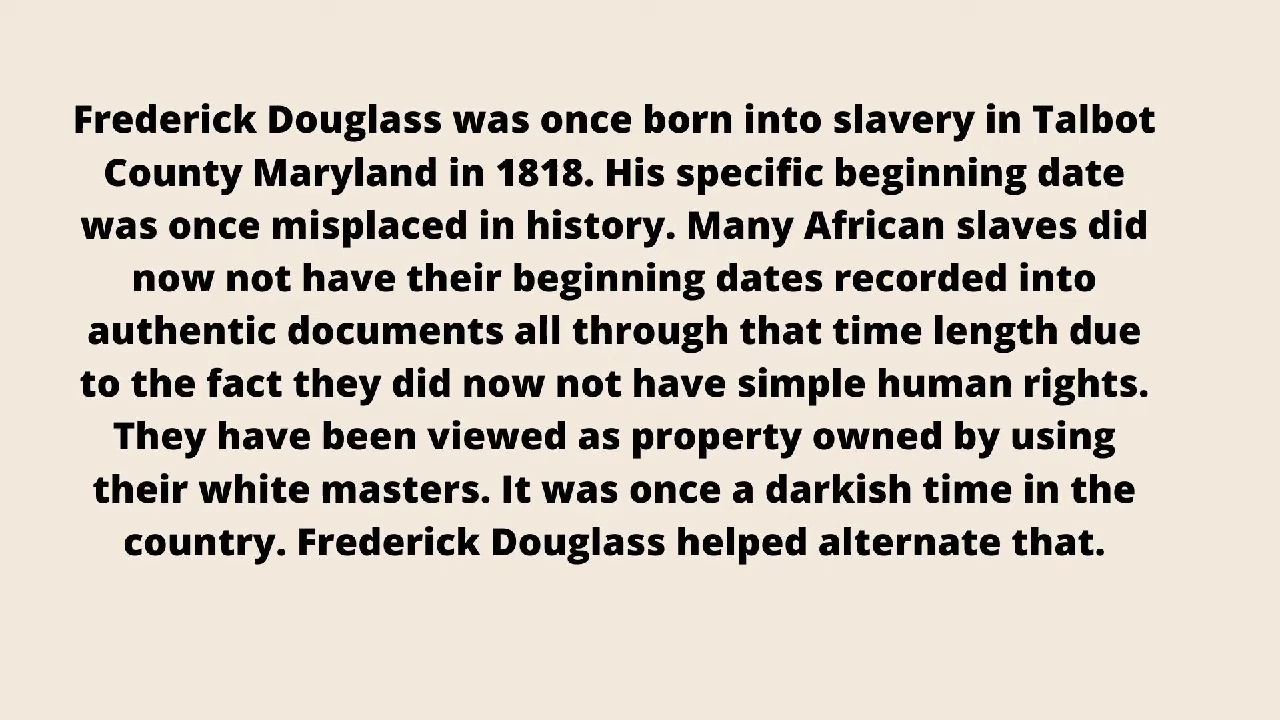 Frederick Douglass was once born into slavery in Talbot
County Maryland in 1818. His specific beginning date
was once misplaced in history. Many African slaves did
now not have their beginning dates recorded into
authentic documents all through that time length due
to the fact they did now not have simple human rights.
They have been viewed as property owned by using
their white masters. It was once a darkish time in the
country. Frederick Douglass helped alternate that.